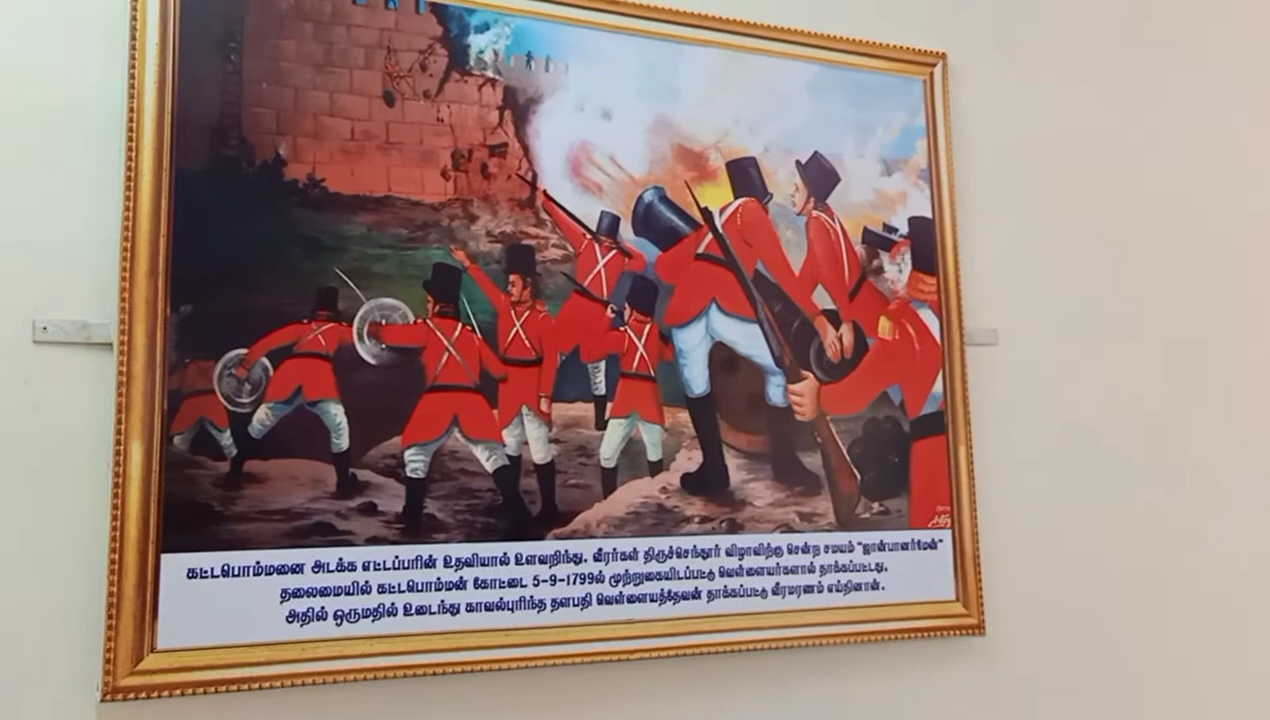 கட்டபொம்மனை அடக்க எட்டப்பரின் உதவியால் உளவறிந்து. வீரர்கள் திருச்செந்தூர் விழாவிற்கு சென்ற சமயம் "ஜான்பானர்மேன்"
தலைமையில் கட்டபொம்மன் கோட்டை 5-9-1799ல் முற்றுகையிடப்பட்டு வெள்ளையர்களால் தாக்கப்பட்டது.
அதில் ஒருமதில் உடைந்து காவல்புரிந்த தளபதி வெள்ளையத்தேவன் தாக்கப்பட்டு வீரமரணம் எய்தினான்.